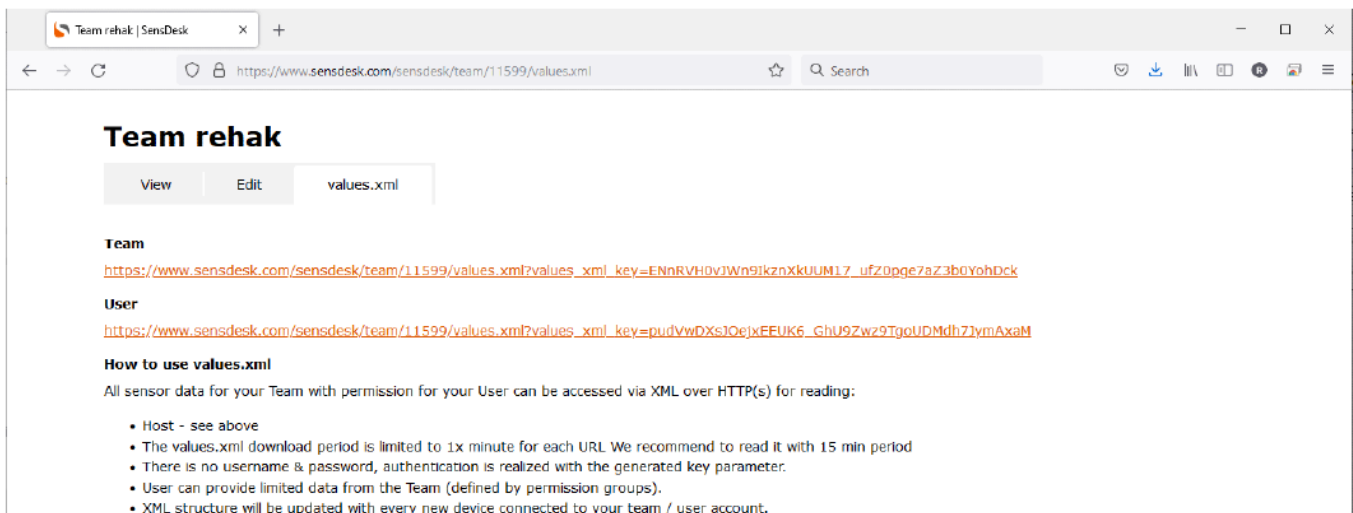 Team rehak | SensDesk
https://www.sensdesk.com/sensdesk/team/11599/values.xml
Search
Team rehak
View Edit values.xml
Team
https://www.sensdesk.com/sensdesk/team/11599/values.xml?values_xml_key=ENnRVH0vJWn9IkznXkUUM17_ufZ0pge7aZ3b0YohDck
User
https://www.sensdesk.com/sensdesk/team/11599/values.xml?values_xml_key=pudVwDXsJOejxEEUK6_GhU9Zwz9TgoUDMdh7JymAxaM
How to use values.xml
All sensor data for your Team with permission for your User can be accessed via XML over HTTP(s) for reading:
• Host - see above
• The values.xml download period is limited to 1x minute for each URL We recommend to read it with 15 min period
• There is no username & password, authentication is realized with the generated key parameter.
• User can provide limited data from the Team (defined by permission groups).
• XML structure will be updated with every new device connected to your team / user account.